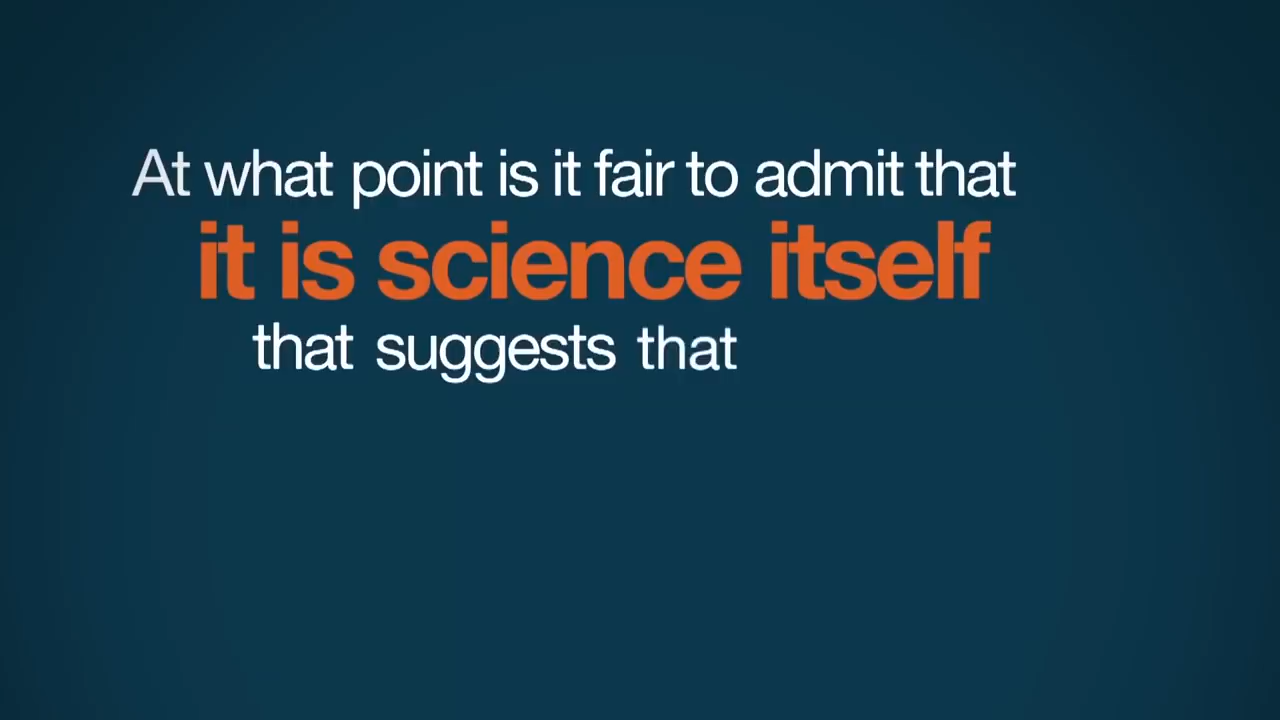 At what point is it fair to admit that
it is science itself
that suggests that